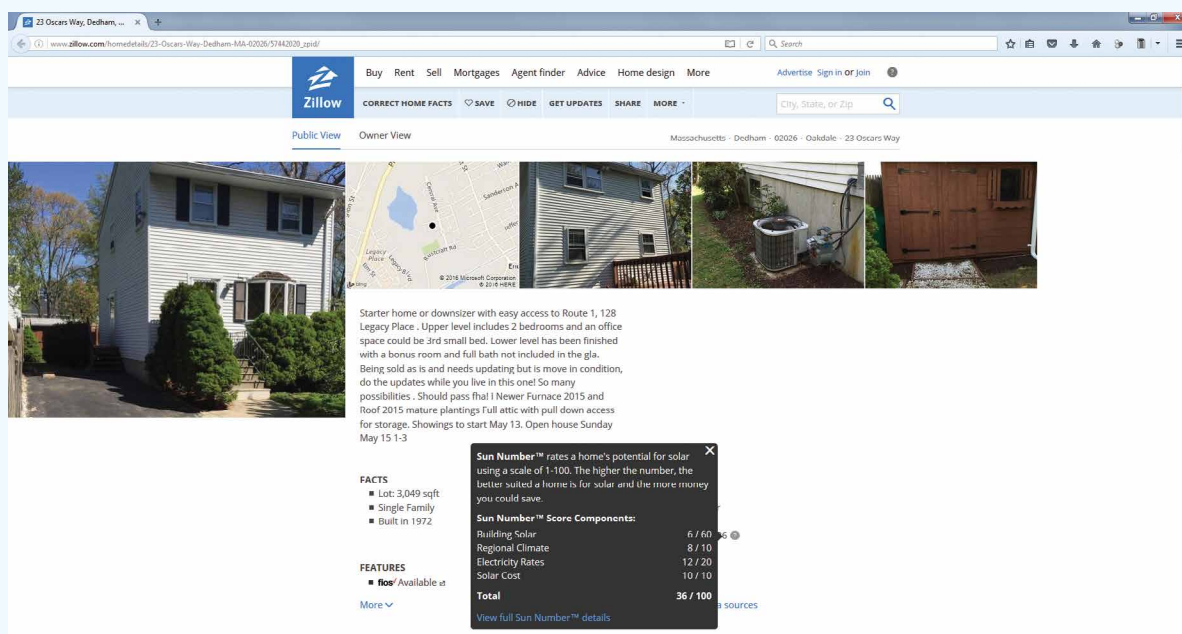 23 Oscars Way, Dedham, ...
www.zillow.com/homedetails/23-Oscars-Way-Dedham-MA-02026/57442020_zpid/
Search
Zillow
Buy Rent Sell Mortgages Agent finder Advice Home design More
Advertise Sign in or Join
CORRECT HOME FACTS SAVE HIDE GET UPDATES SHARE MORE
City, State, or Zip
Public View Owner View
Massachusetts - Dedham - 02026 - Oakdale - 23 Oscars Way
Central Ave
Sanderson A
Legacy Place
Rustcraft Rd
Legacy Blvd
Elm St
© 2016 Microsoft Corporation
© 2016 HERE
bing
Starter home or downsizer with easy access to Route 1, 128
Legacy Place . Upper level includes 2 bedrooms and an office
space could be 3rd small bed. Lower level has been finished
with a bonus room and full bath not included in the gla.
Being sold as is and needs updating but is move in condition,
do the updates while you live in this one! So many
possibilities . Should pass fha! I Newer Furnace 2015 and
Roof 2015 mature plantings Full attic with pull down access
for storage. Showings to start May 13. Open house Sunday
May 15 1-3
FACTS
Lot: 3,049 sqft
Single Family
Built in 1972
FEATURES
fios Available
More
Sun Number™ rates a home's potential for solar
using a scale of 1-100. The higher the number, the
better suited a home is for solar and the more money
you could save.
Sun Number™ Score Components:
Building Solar 6 / 60
Regional Climate 8 / 10
Electricity Rates 12 / 20
Solar Cost 10 / 10
Total 36 / 100
View full Sun Number™ details
a sources